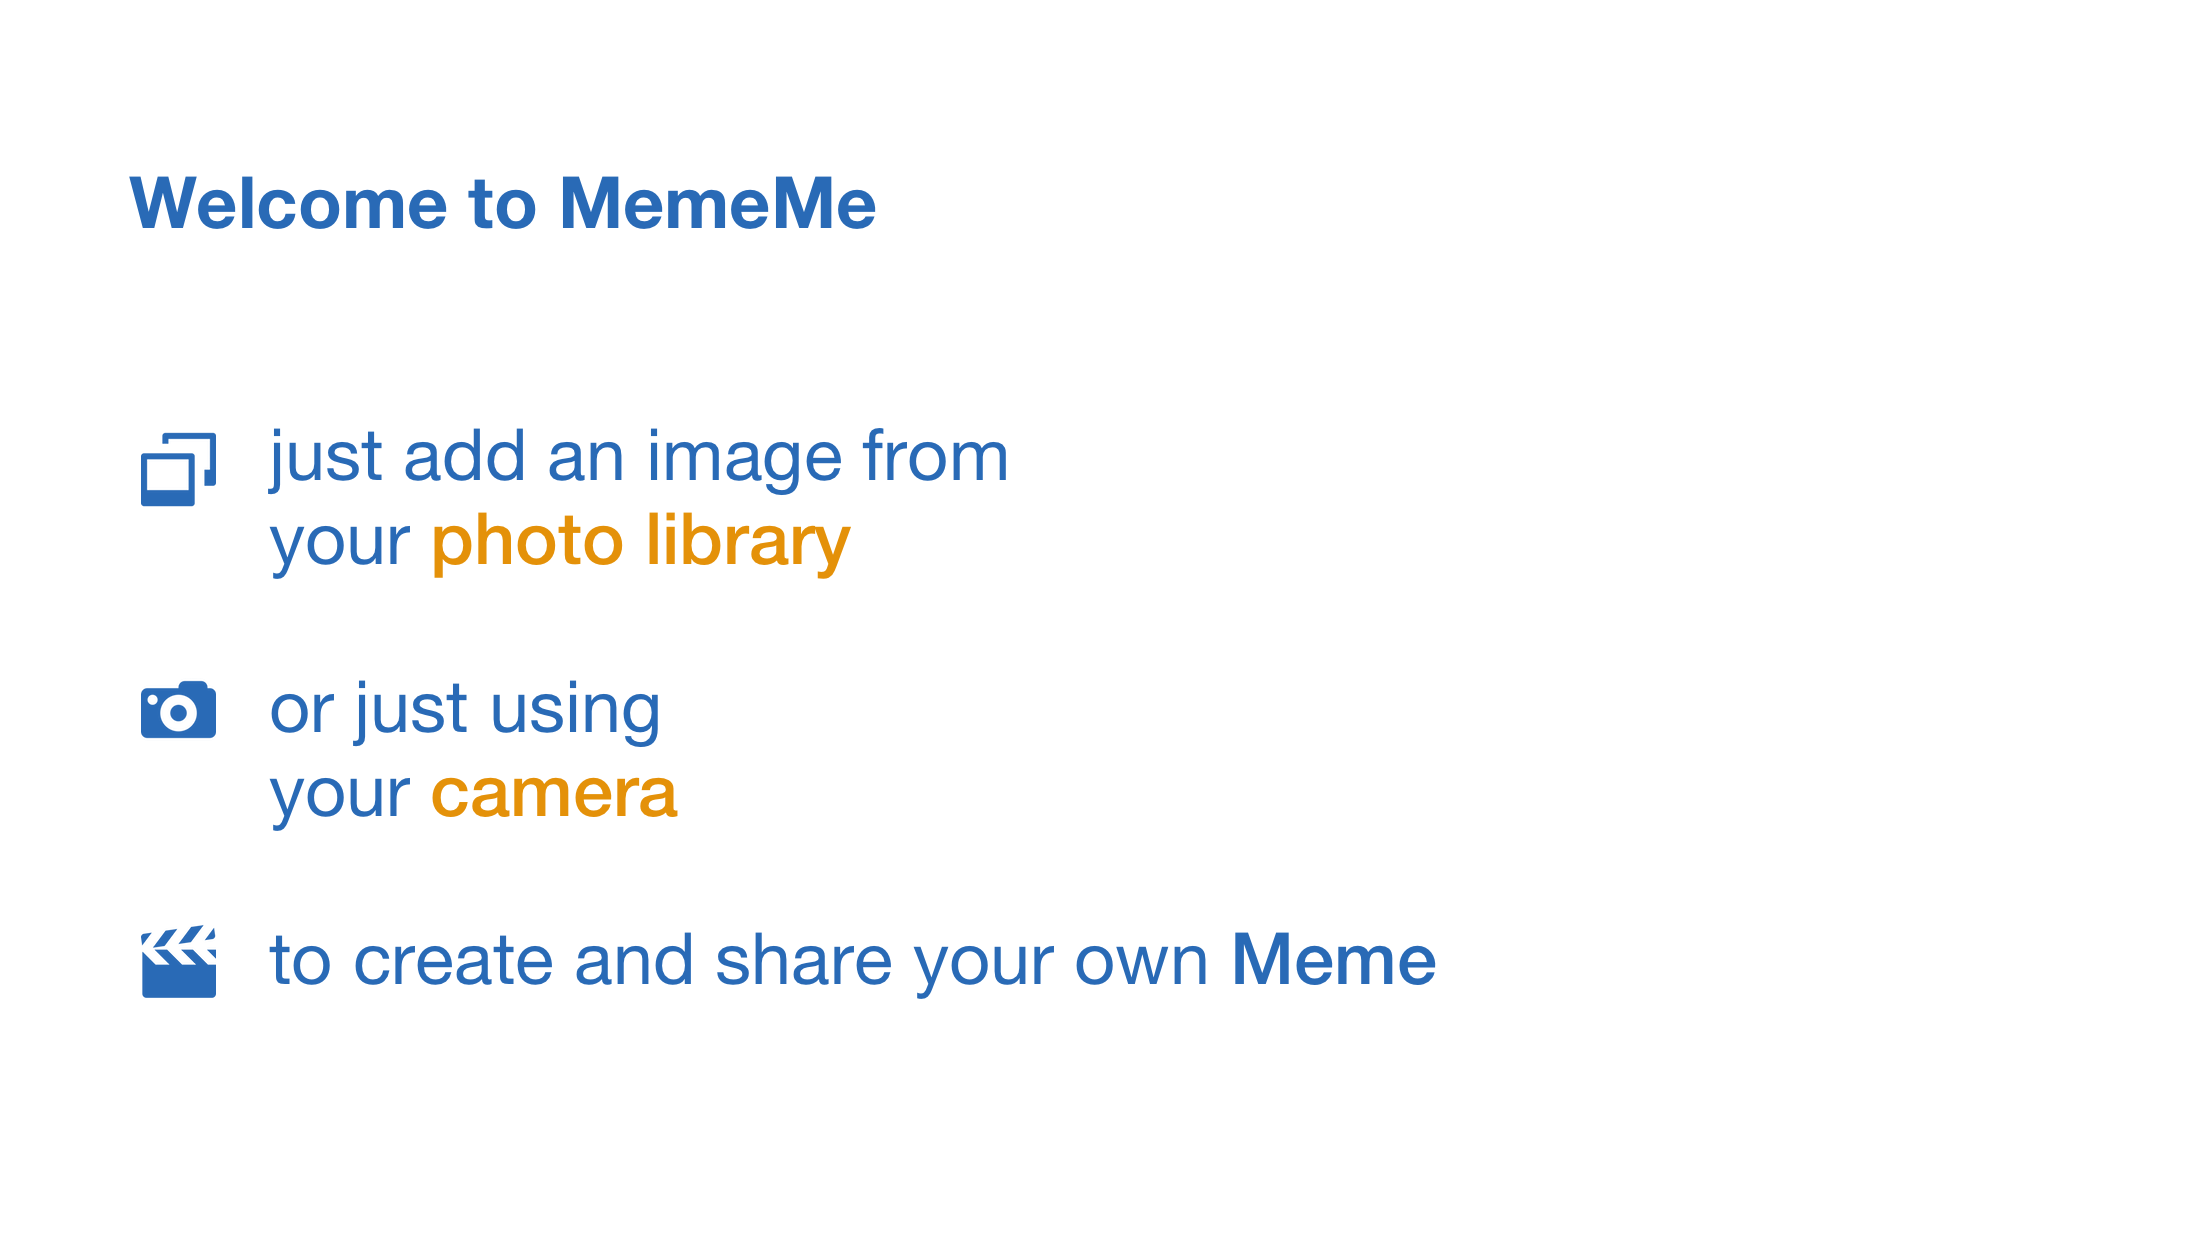 Welcome to MemeMe
just add an image from
your photo library
or just using
your camera
to create and share your own Meme